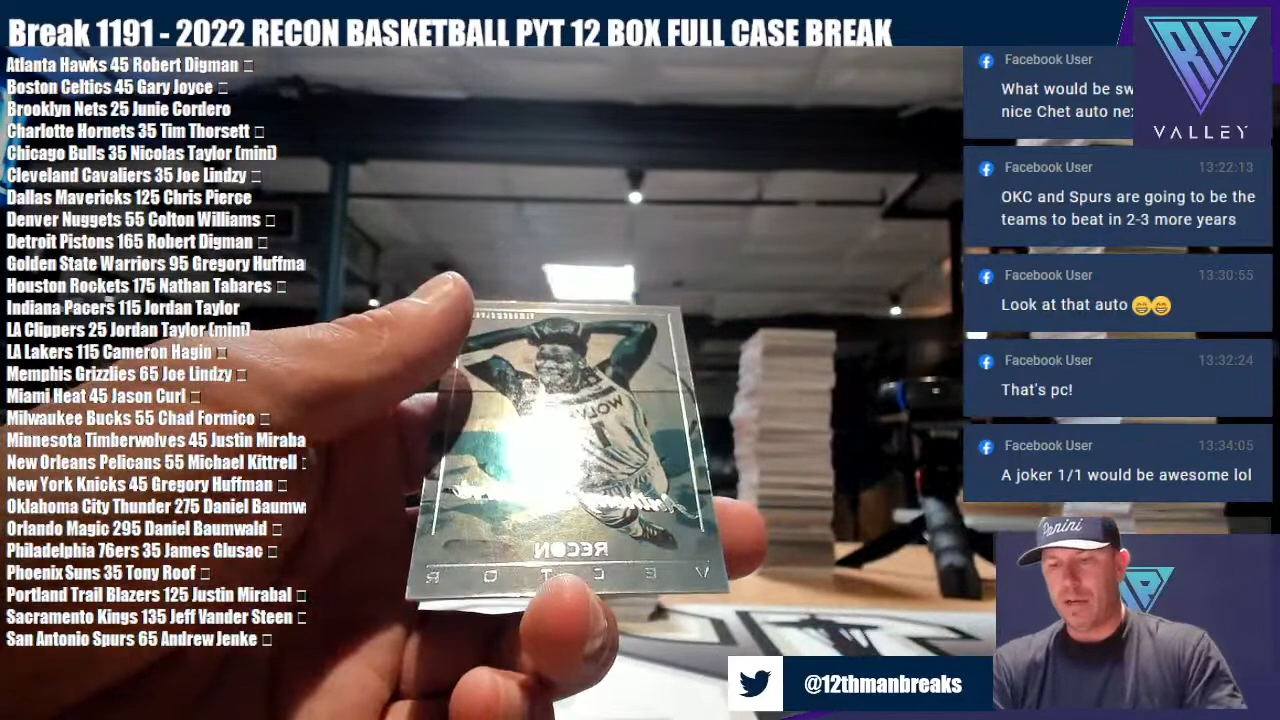 Break 1191 - 2022 RECON BASKETBALL PYT 12 BOX FULL CASE BREAK
Atlanta Hawks 45 Robert Digman
Boston Celtics 45 Gary Joyce
Brooklyn Nets 25 Junie Cordero
Charlotte Hornets 35 Tim Thorsett
Chicago Bulls 35 Nicolas Taylor (mini)
Cleveland Cavaliers 35 Joe Lindzy
Dallas Mavericks 125 Chris Pierce
Denver Nuggets 55 Colton Williams
Detroit Pistons 165 Robert Digman
Golden State Warriors 95 Gregory Huffma
Houston Rockets 175 Nathan Tabares
Indiana Pacers 115 Jordan Taylor
LA Clippers 25 Jordan Taylor (mini)
LA Lakers 115 Cameron Hagin
Memphis Grizzlies 65 Joe Lindzy
Miami Heat 45 Jason Curl
Milwaukee Bucks 55 Chad Formico
Minnesota Timberwolves 45 Justin Miraba
New Orleans Pelicans 55 Michael Kittrell
New York Knicks 45 Gregory Huffman
Oklahoma City Thunder 275 Daniel Baumw
Orlando Magic 295 Daniel Baumwald
Philadelphia 76ers 35 James Glusac
Phoenix Suns 35 Tony Roof
Portland Trail Blazers 125 Justin Mirabal
Sacramento Kings 135 Jeff Vander Steen
San Antonio Spurs 65 Andrew Jenke
WOLV
1
RECON
VECTOR
Facebook User
What would be sw
nice Chet auto nex
RIP
VALLEY
Facebook User 13:22:13
OKC and Spurs are going to be the
teams to beat in 2-3 more years
Facebook User 13:30:55
Look at that auto 😁😁
Facebook User 13:32:24
That's pc!
Facebook User 13:34:05
A joker 1/1 would be awesome lol
Panini
@12thmanbreaks